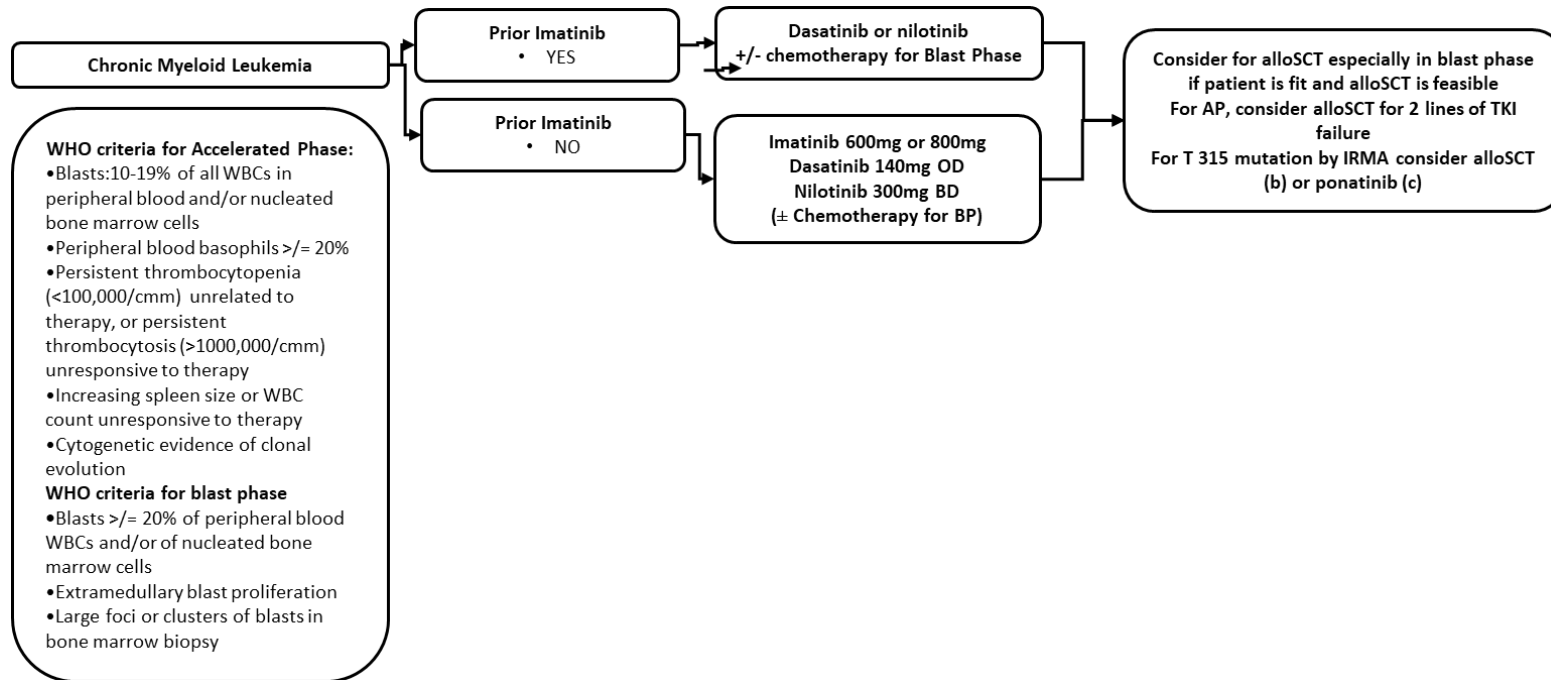 Chronic Myeloid Leukemia
Prior Imatinib
• YES
Dasatinib or nilotinib
+/- chemotherapy for Blast Phase
Prior Imatinib
• NO
Imatinib 600mg or 800mg
Dasatinib 140mg OD
Nilotinib 300mg BD
(± Chemotherapy for BP)
Consider for alloSCT especially in blast phase
if patient is fit and alloSCT is feasible
For AP, consider alloSCT for 2 lines of TKI
failure
For T 315 mutation by IRMA consider alloSCT
(b) or ponatinib (c)
WHO criteria for Accelerated Phase:
•Blasts:10-19% of all WBCs in
peripheral blood and/or nucleated
bone marrow cells
•Peripheral blood basophils >/= 20%
•Persistent thrombocytopenia
(<100,000/cmm) unrelated to
therapy, or persistent
thrombocytosis (>1000,000/cmm)
unresponsive to therapy
•Increasing spleen size or WBC
count unresponsive to therapy
•Cytogenetic evidence of clonal
evolution
WHO criteria for blast phase
•Blasts >/= 20% of peripheral blood
WBCs and/or of nucleated bone
marrow cells
•Extramedullary blast proliferation
•Large foci or clusters of blasts in
bone marrow biopsy